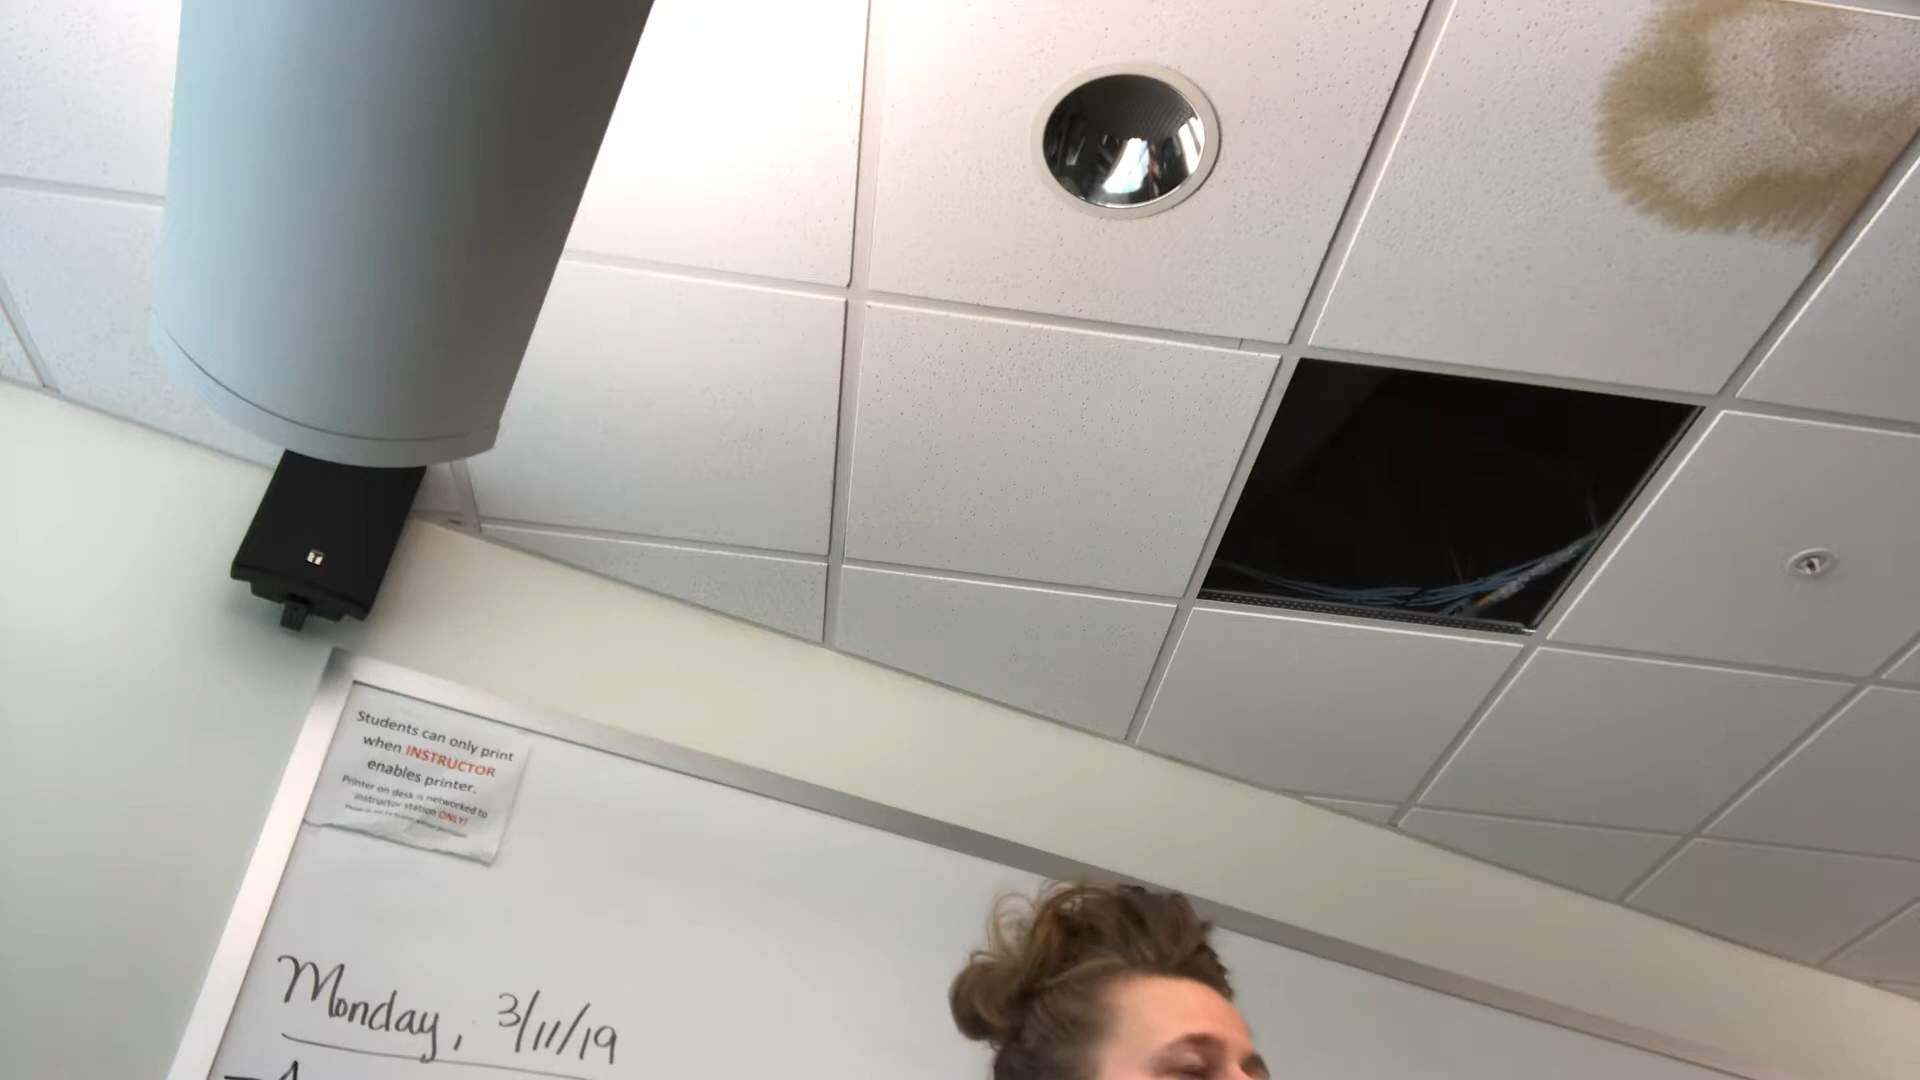 Students can only print
when INSTRUCTOR
enables printer.
Printer on desk is networked to
instructor station ONLY!
Monday, 3/11/19